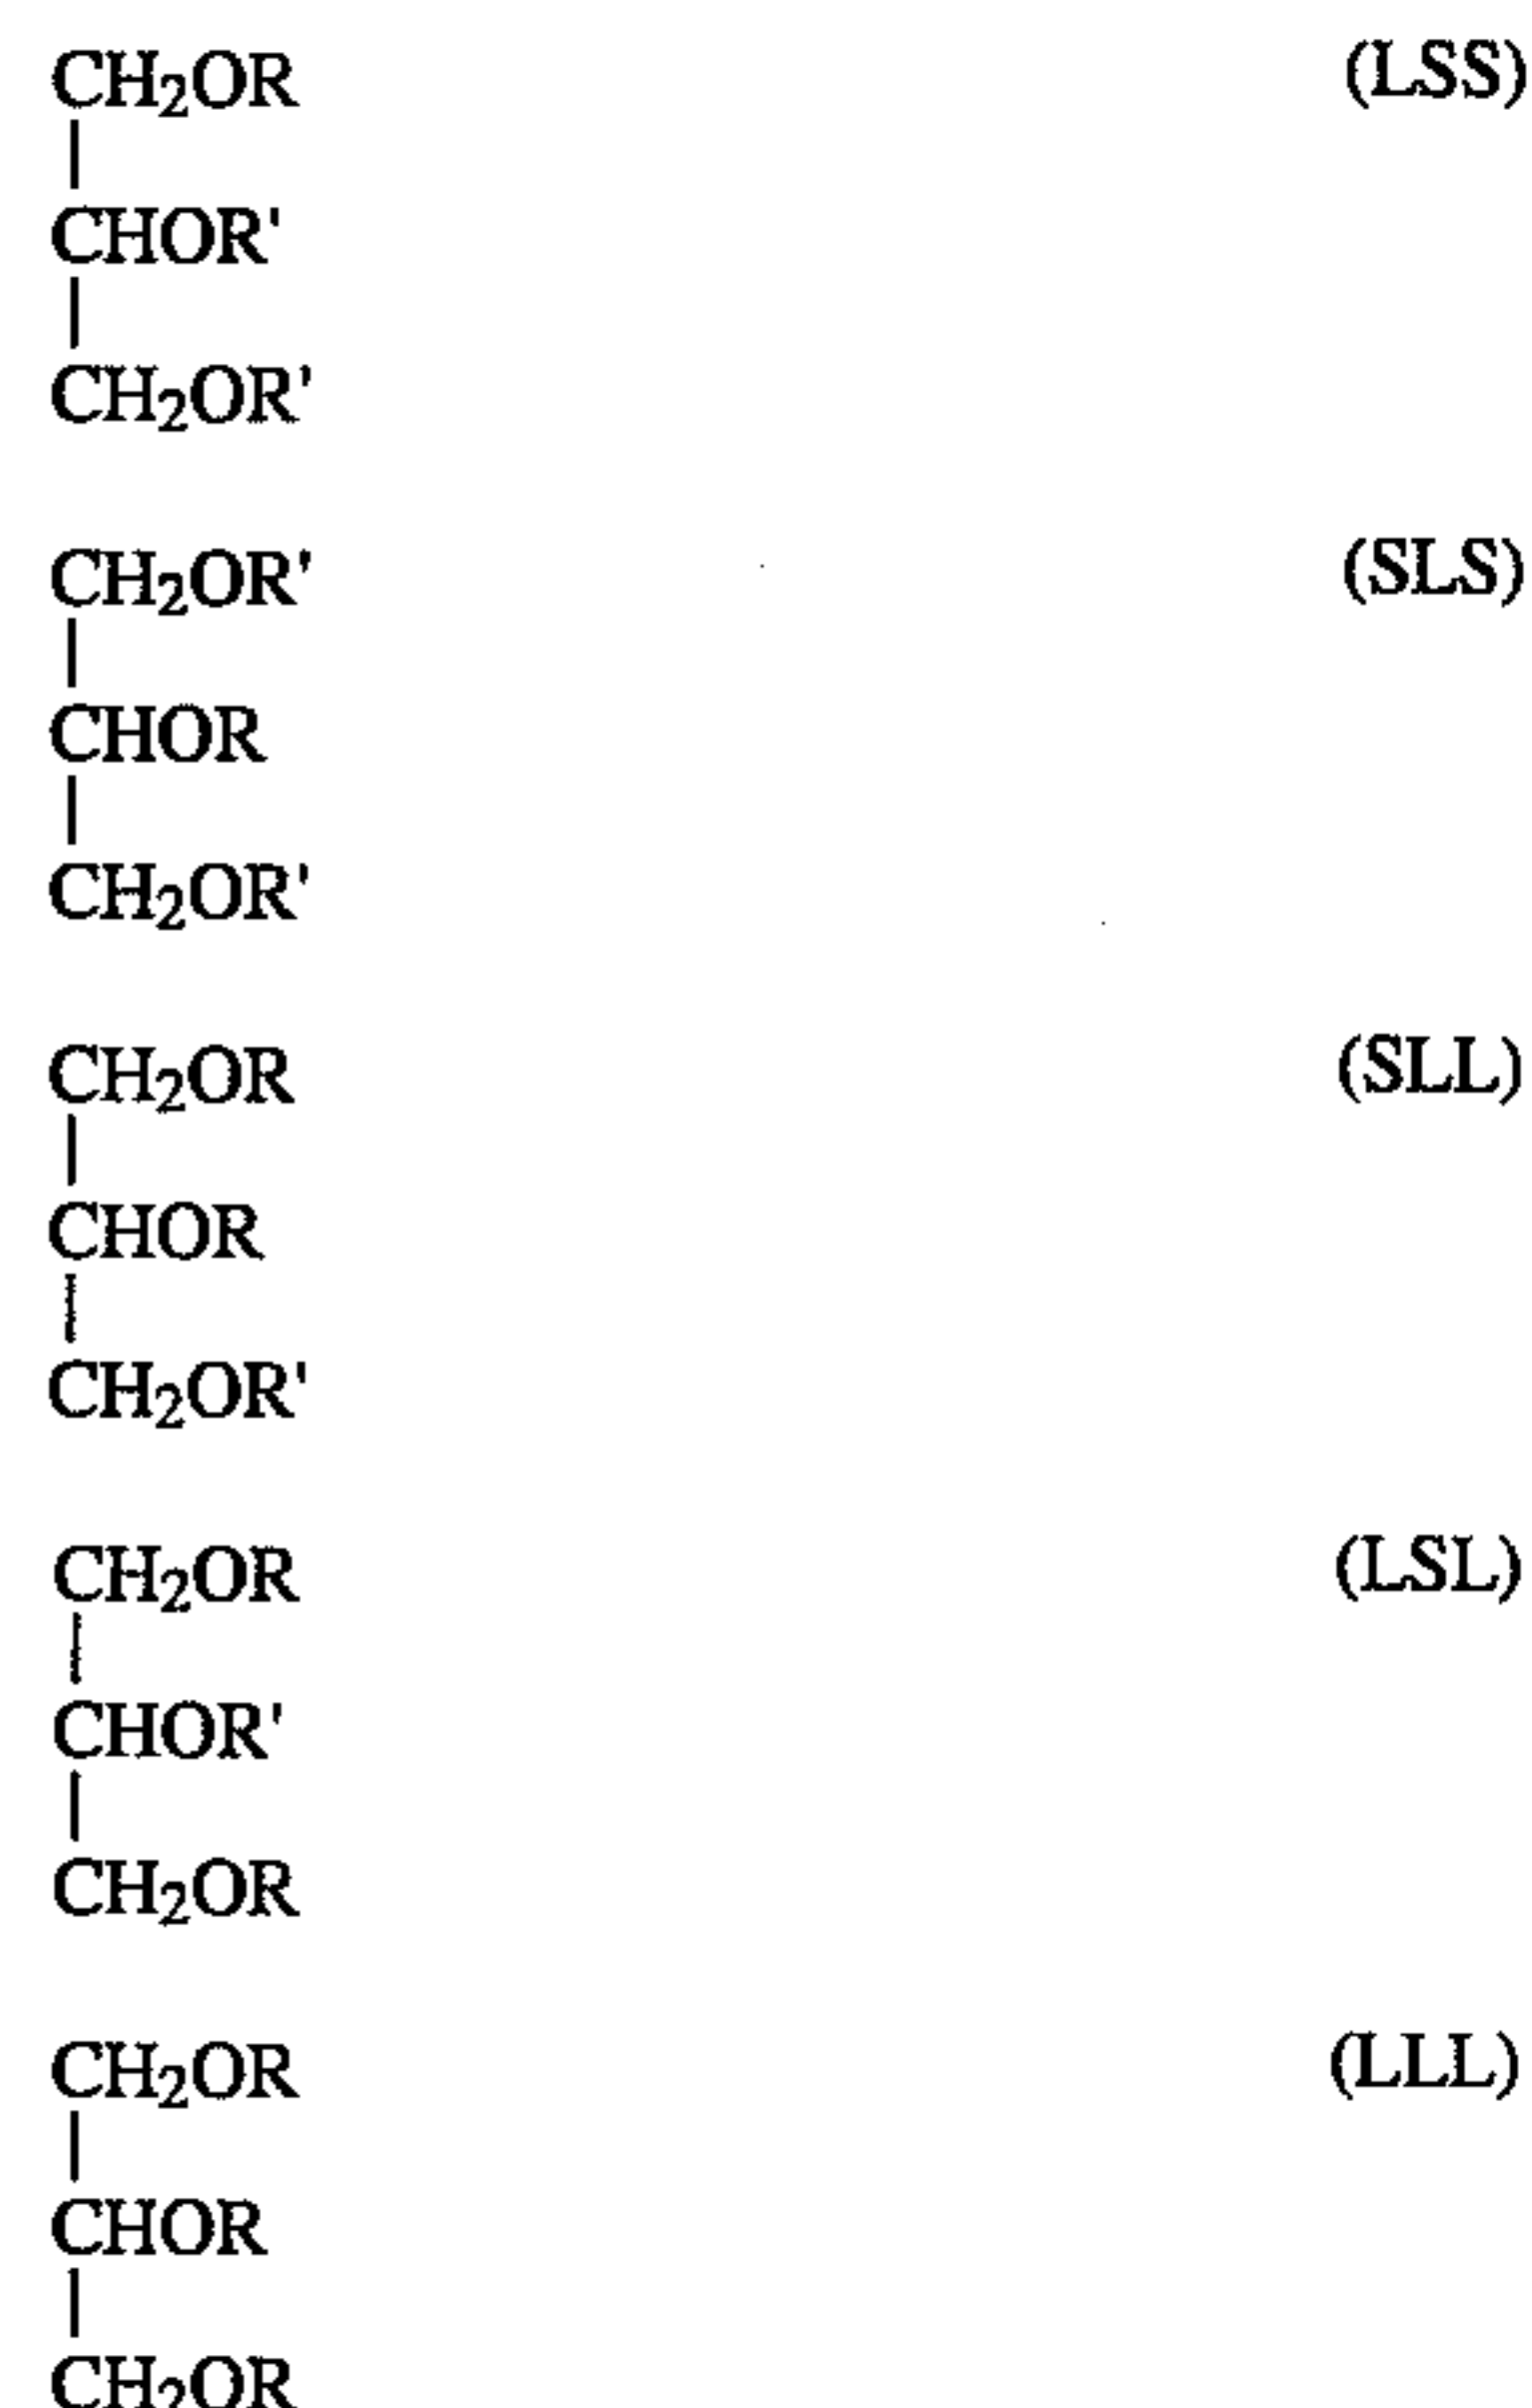 CH₂OR (LSS)
CHOR'
CH₂OR'
CH₂OR' (SLS)
CHOR
CH₂OR'
CH₂OR (SLL)
CHOR
CH₂OR'
CH₂OR (LSL)
CHOR'
CH₂OR
CH₂OR (LLL)
CHOR
CH₂OR